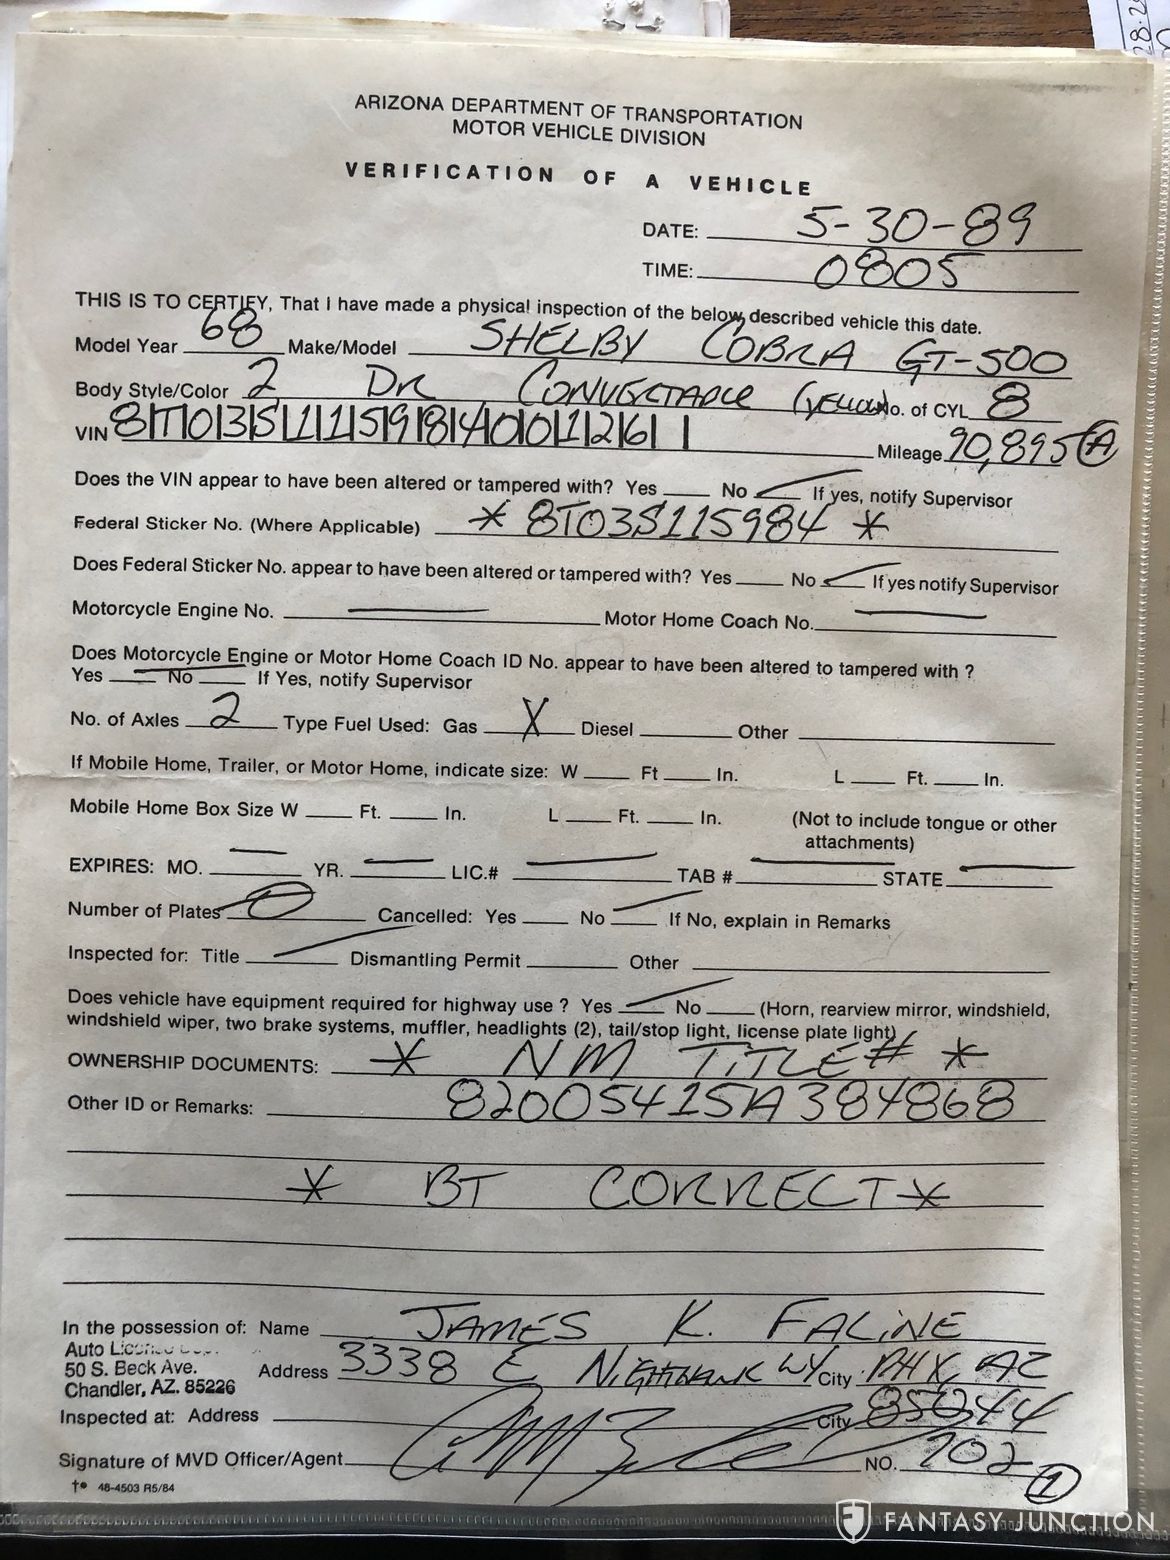 28.2
ARIZONA DEPARTMENT OF TRANSPORTATION
MOTOR VEHICLE DIVISION
VERIFICATION OF A VEHICLE
DATE: 5-30-89
TIME: 0805
THIS IS TO CERTIFY, That I have made a physical inspection of the below described vehicle this date.
Model Year 68 Make/Model SHELBY COBRA GT-500
Body Style/Color 2 DR CONVERTABLE (YELLOW) No. of CYL 8
VIN 8T03S11598400126 Mileage 90,895 A
Does the VIN appear to have been altered or tampered with? Yes No ✓ If yes, notify Supervisor
Federal Sticker No. (Where Applicable) * 8T03S115984 *
Does Federal Sticker No. appear to have been altered or tampered with? Yes No ✓ If yes notify Supervisor
Motorcycle Engine No. — Motor Home Coach No. —
Does Motorcycle Engine or Motor Home Coach ID No. appear to have been altered to tampered with ?
Yes No If Yes, notify Supervisor
No. of Axles 2 Type Fuel Used: Gas X Diesel Other
If Mobile Home, Trailer, or Motor Home, indicate size: W Ft In. L Ft. In.
Mobile Home Box Size W Ft. In. L Ft. In. (Not to include tongue or other
attachments)
EXPIRES: MO. — YR. — LIC.# — TAB # — STATE —
Number of Plates 0 Cancelled: Yes No ✓ If No, explain in Remarks
Inspected for: Title ✓ Dismantling Permit Other
Does vehicle have equipment required for highway use ? Yes ✓ No (Horn, rearview mirror, windshield,
windshield wiper, two brake systems, muffler, headlights (2), tail/stop light, license plate light)
OWNERSHIP DOCUMENTS: * NM TITLE # *
Other ID or Remarks: 82005415A384868
* BT CORRECT *
In the possession of: Name JAMES K. FALINE
Auto License
50 S. Beck Ave. Address 3338 E NIGHTHAWK WY City PHX, AZ
Chandler, AZ. 85226
Inspected at: Address City 85044
Signature of MVD Officer/Agent NO. 702
†• 48-4503 R5/84 1
FANTASY JUNCTION